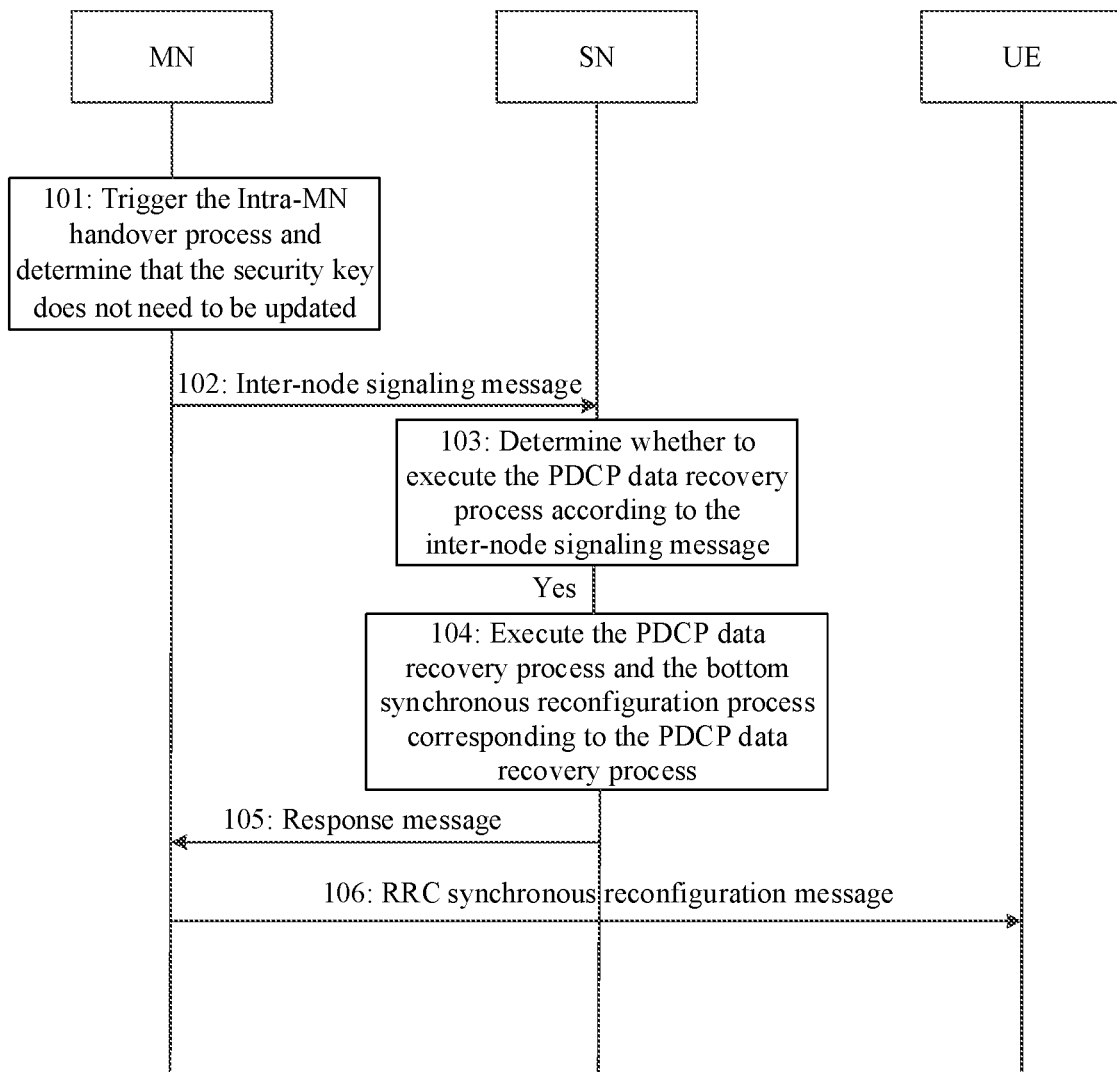 MN
SN
UE
101: Trigger the Intra-MN
handover process and
determine that the security key
does not need to be updated
102: Inter-node signaling message
103: Determine whether to
execute the PDCP data recovery
process according to the
inter-node signaling message
Yes
104: Execute the PDCP data
recovery process and the bottom
synchronous reconfiguration process
corresponding to the PDCP data
recovery process
105: Response message
106: RRC synchronous reconfiguration message